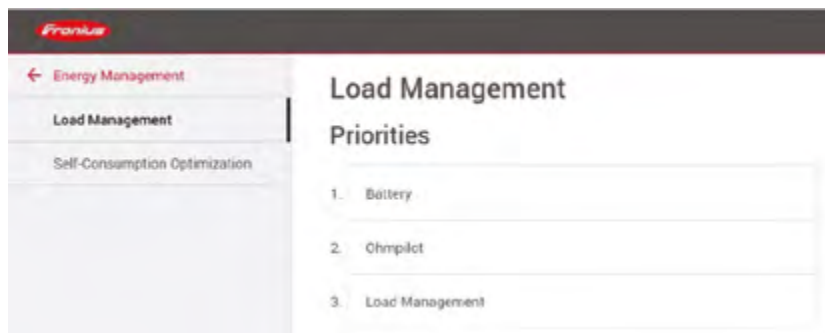 Fronius
← Energy Management
Load Management
Self-Consumption Optimization
Load Management
Priorities
1. Battery
2. Ohmpilot
3. Load Management